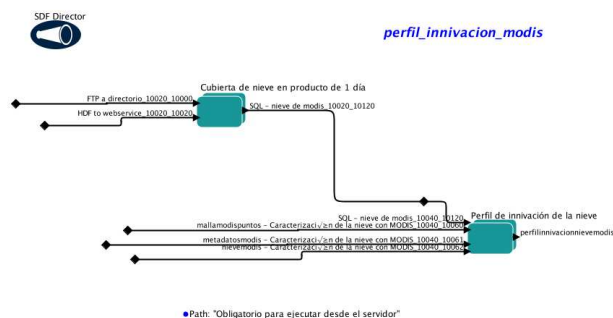 SDF Director
perfil_innivacion_modis
Cubierta de nieve en producto de 1 día
FTP a directorio_10020_10000
SQL - nieve de modis_10020_10120
HDF to webservice_10020_10020
SQL - nieve de modis_10040_10120
Perfil de innivación de la nieve
mallamodispuntos - Caracterizaci√≥n de la nieve con MODIS_10040_10060
perfilinnivacionnievemodis
metadatosmodis - Caracterizaci√≥n de la nieve con MODIS_10040_10061
nievemodis - Caracterizaci√≥n de la nieve con MODIS_10040_10062
Path: "Obligatorio para ejecutar desde el servidor"